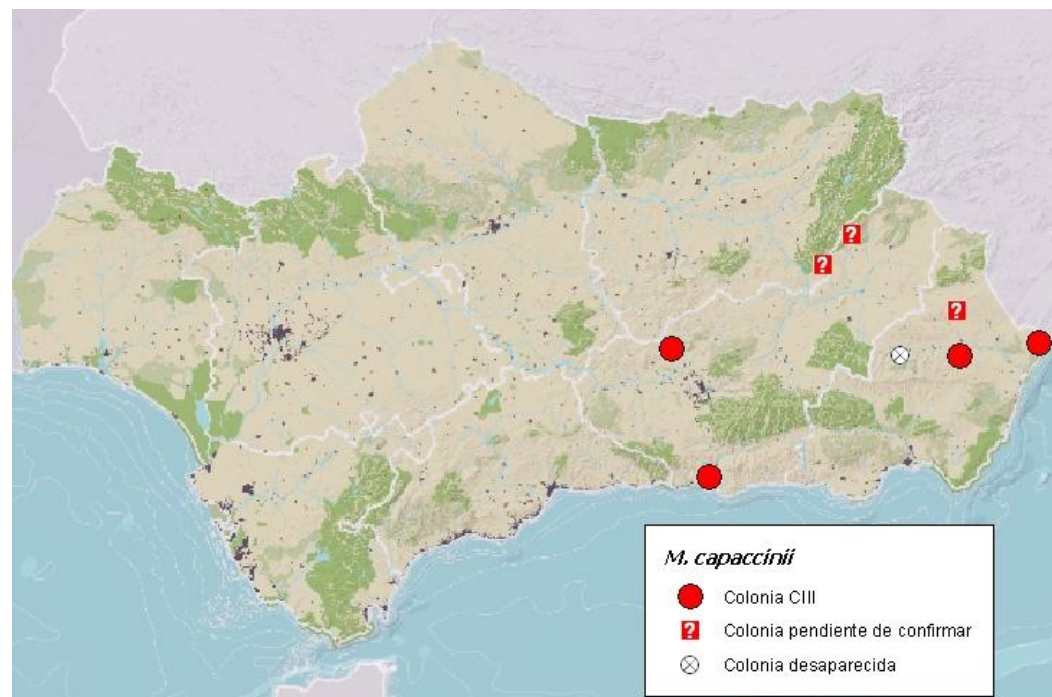 M. capaccinii
Colonia CIII
? Colonia pendiente de confirmar
Colonia desaparecida
?
?
?